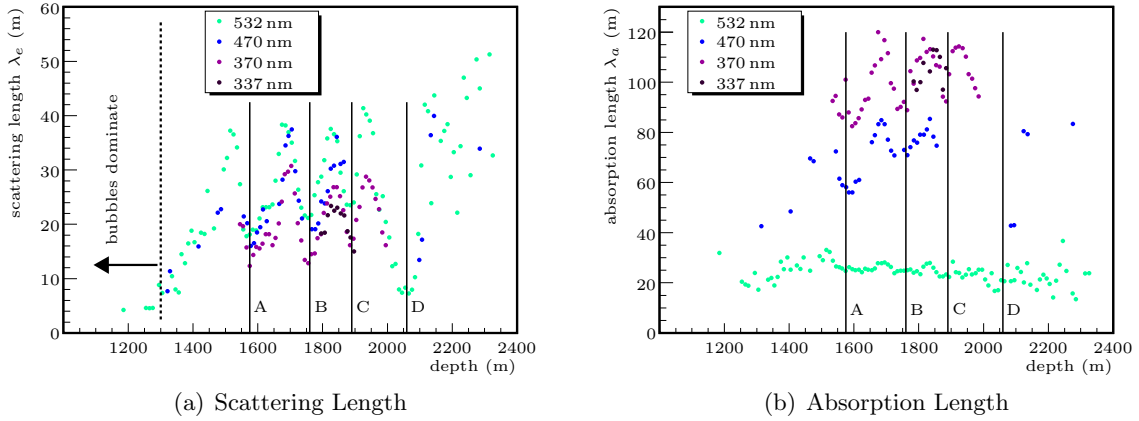 scattering length λe (m)
60
50
40
30
20
10
0
532 nm
470 nm
370 nm
337 nm
bubbles dominate
A
B
C
D
1200
1400
1600
1800
2000
2200
2400
depth (m)
(a) Scattering Length
absorption length λa (m)
120
100
80
60
40
20
0
532 nm
470 nm
370 nm
337 nm
A
B
C
D
1200
1400
1600
1800
2000
2200
2400
depth (m)
(b) Absorption Length